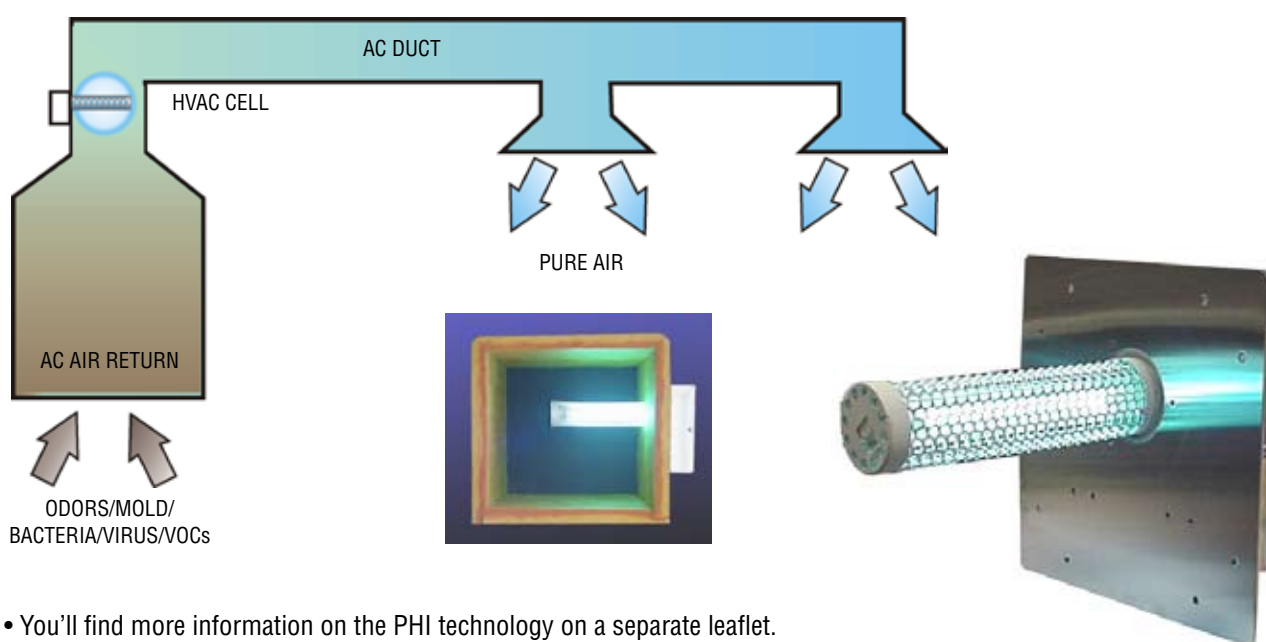 AC DUCT
HVAC CELL
PURE AIR
AC AIR RETURN
ODORS/MOLD/
BACTERIA/VIRUS/VOCs
• You'll find more information on the PHI technology on a separate leaflet.